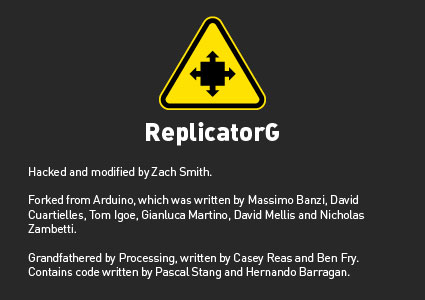 ReplicatorG
Hacked and modified by Zach Smith.
Forked from Arduino, which was written by Massimo Banzi, David
Cuartielles, Tom Igoe, Gianluca Martino, David Mellis and Nicholas
Zambetti.
Grandfathered by Processing, written by Casey Reas and Ben Fry.
Contains code written by Pascal Stang and Hernando Barragan.